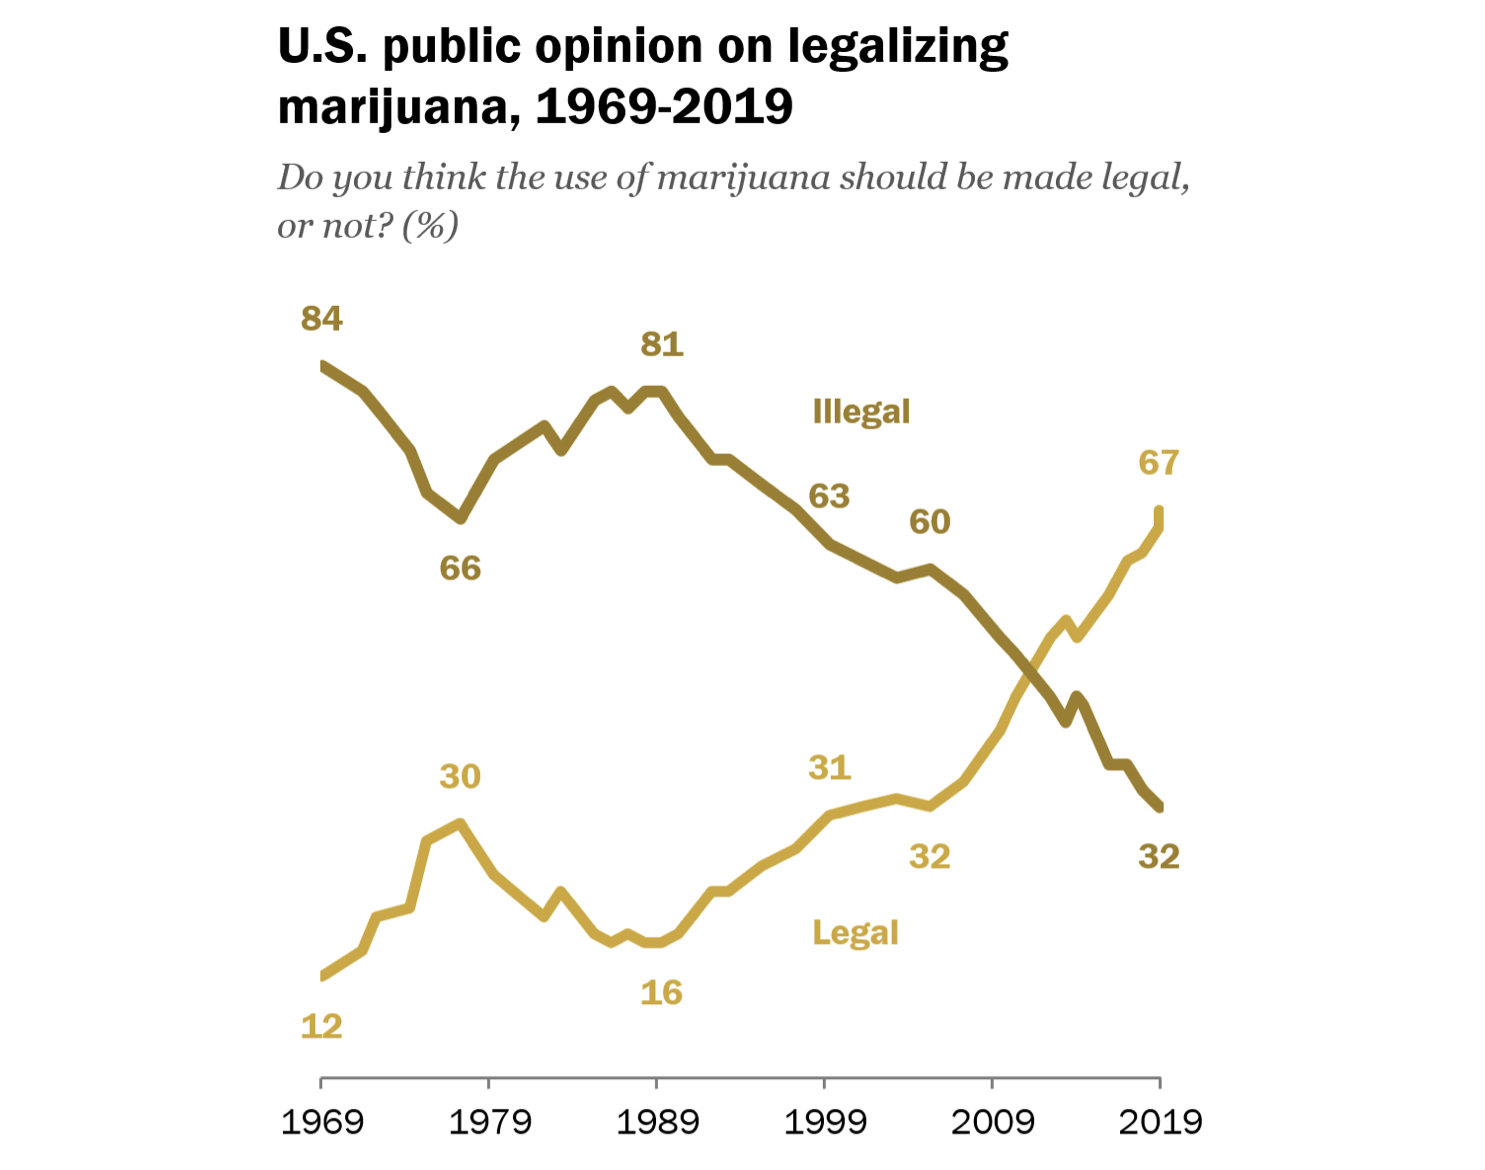 U.S. public opinion on legalizing
marijuana, 1969-2019
Do you think the use of marijuana should be made legal,
or not? (%)
84
81
Illegal
67
63
60
66
30
31
32
32
Legal
16
12
1969 1979 1989 1999 2009 2019